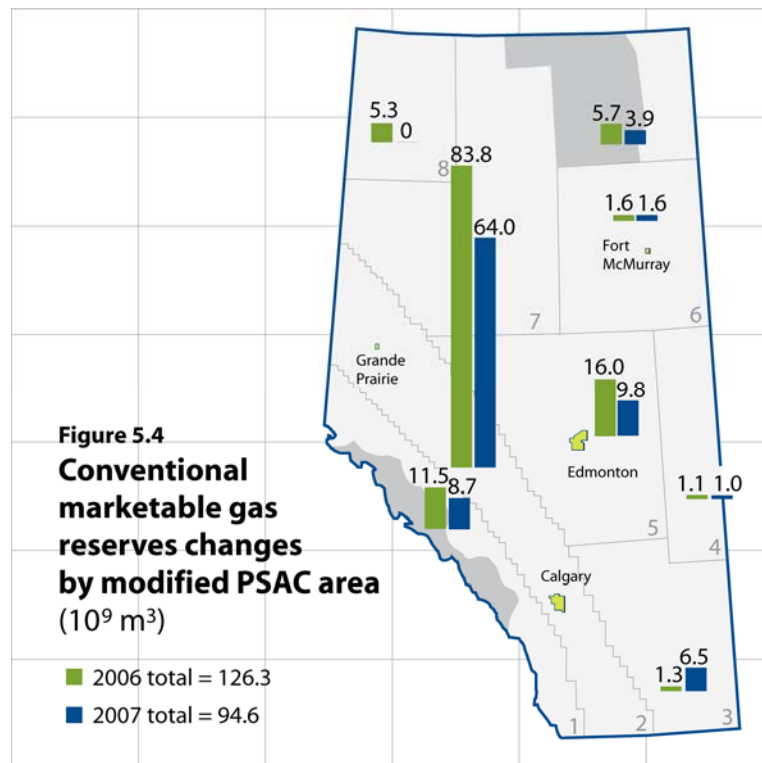 5.3
0
5.7
3.9
83.8
8
1.6
1.6
64.0
Fort
McMurray
7
6
Grande
Prairie
16.0
9.8
Figure 5.4
Conventional
marketable gas
reserves changes
by modified PSAC area
(10⁹ m³)
Edmonton
11.5
8.7
1.1
1.0
5
4
Calgary
1.3
6.5
2006 total = 126.3
2007 total = 94.6
1
2
3